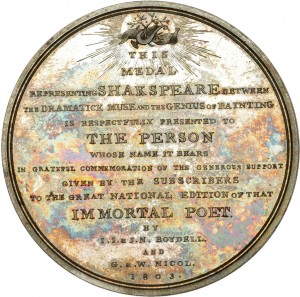 THIS
MEDAL
REPRESENTING SHAKSPEARE BETWEEN
THE DRAMATICK MUSE AND THE GENIUS OF PAINTING
IS RESPECTFULLY PRESENTED TO
THE PERSON
WHOSE NAME IT BEARS
IN GRATEFUL COMMEMORATION OF THE GENEROUS SUPPORT
GIVEN BY THE SUBSCRIBERS
TO THE GREAT NATIONAL EDITION OF THAT
IMMORTAL POET.
BY
I.I. & J.N. BOYDELL.
AND
G. & W. NICOL.
1803.